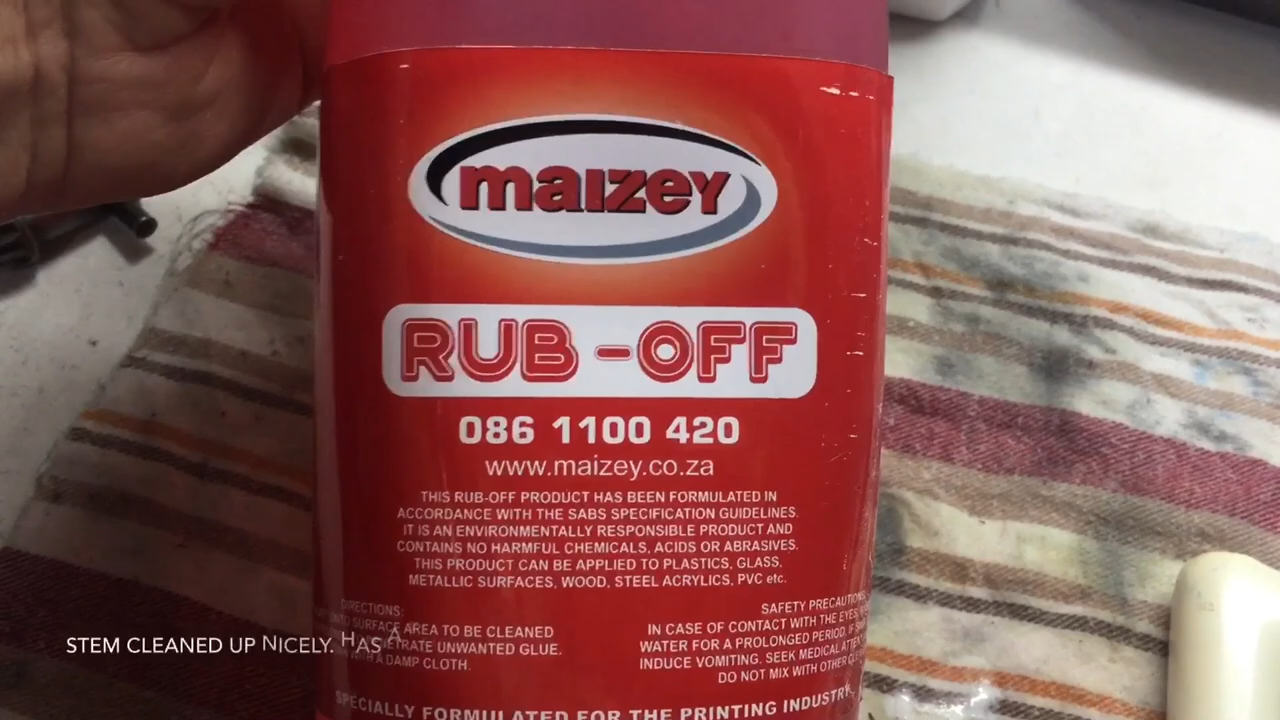 maizey
RUB-OFF
086 1100 420
www.maizey.co.za
THIS RUB-OFF PRODUCT HAS BEEN FORMULATED IN
ACCORDANCE WITH THE SABS SPECIFICATION GUIDELINES.
IT IS AN ENVIRONMENTALLY RESPONSIBLE PRODUCT AND
CONTAINS NO HARMFUL CHEMICALS, ACIDS OR ABRASIVES.
THIS PRODUCT CAN BE APPLIED TO PLASTICS, GLASS,
METALLIC SURFACES, WOOD, STEEL ACRYLICS, PVC etc.
DIRECTIONS:
SURFACE AREA TO BE CLEANED
UNWANTED GLUE.
A DAMP CLOTH.
SAFETY PRECAUTIONS
IN CASE OF CONTACT WITH THE EYES,
WATER FOR A PROLONGED PERIOD. IF
INDUCE VOMITING. SEEK MEDICAL
DO NOT MIX WITH OTHER
SPECIALLY FORMULATED FOR THE PRINTING INDUSTRY
STEM CLEANED UP NICELY. HAS A